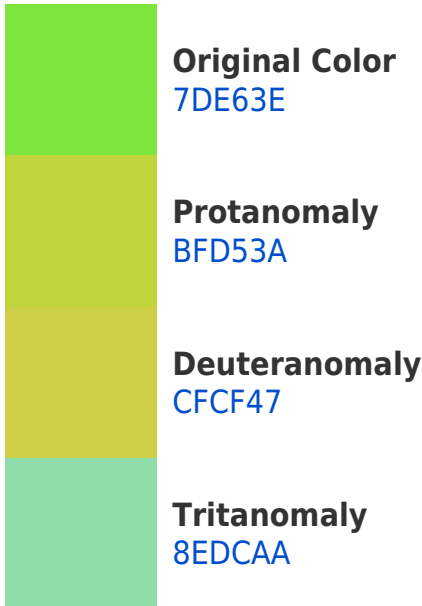 Original Color
7DE63E
Protanomaly
BFD53A
Deuteranomaly
CFCF47
Tritanomaly
8EDCAA